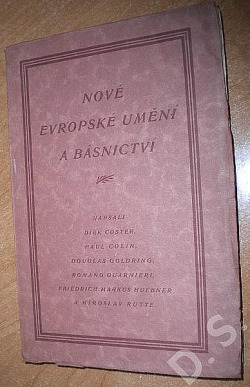 NOVÉ
EVROPSKÉ UMĚNÍ
A BÁSNICTVÍ
NAPSALI
DIRK COSTER,
PAUL COLIN,
DOUGLAS GOLDRING,
ROMANO GUARNIERI,
FRIEDRICH MARKUS HUEBNER
A MIROSLAV RUTTE.
D.S.